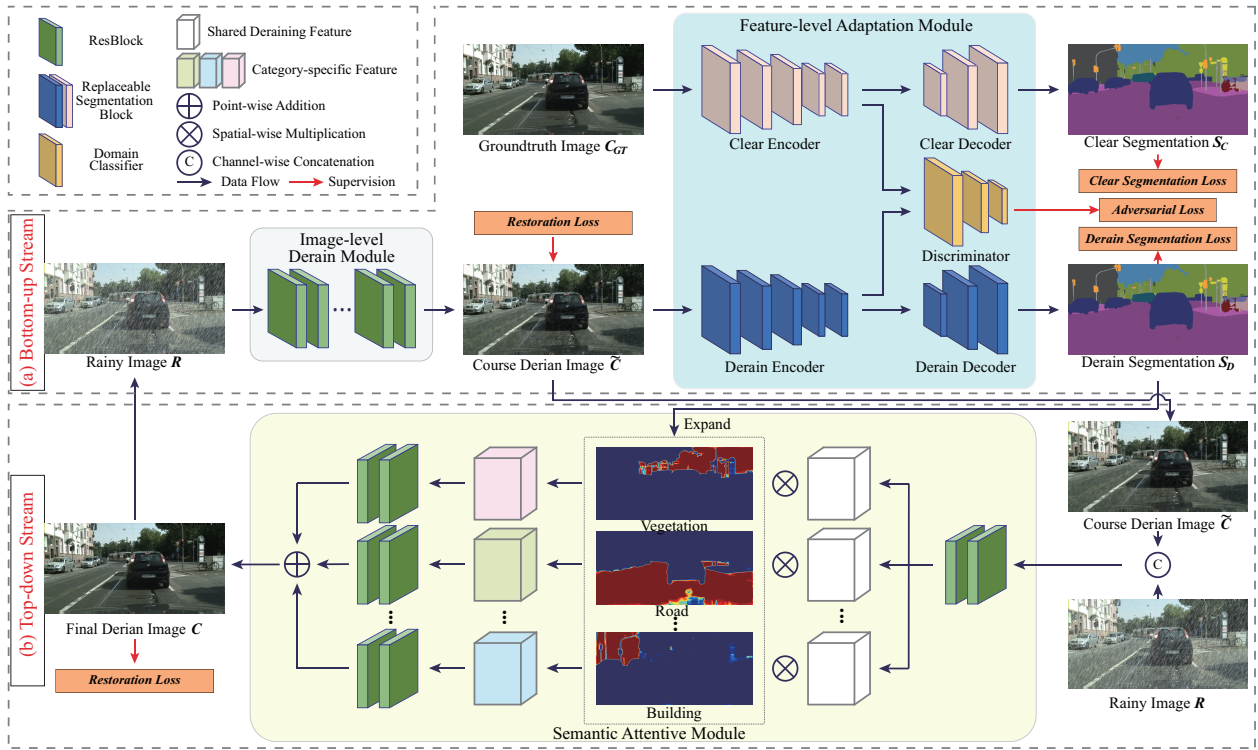 ResBlock
Replaceable
Segmentation
Block
Domain
Classifier
Shared Deraining Feature
Category-specific Feature
Point-wise Addition
Spatial-wise Multiplication
C
Channel-wise Concatenation
Data Flow
Supervision
Feature-level Adaptation Module
Groundtruth Image C_GT
Clear Encoder
Clear Decoder
Clear Segmentation S_C
Clear Segmentation Loss
Adversarial Loss
Derain Segmentation Loss
Discriminator
(a) Bottom-up Stream
Image-level
Derain Module
Restoration Loss
Rainy Image R
Course Derian Image C̃
Derain Encoder
Derain Decoder
Derain Segmentation S_D
(b) Top-down Stream
Expand
Vegetation
Road
Building
Course Derian Image C̃
C
Rainy Image R
Final Derian Image C
Restoration Loss
Semantic Attentive Module